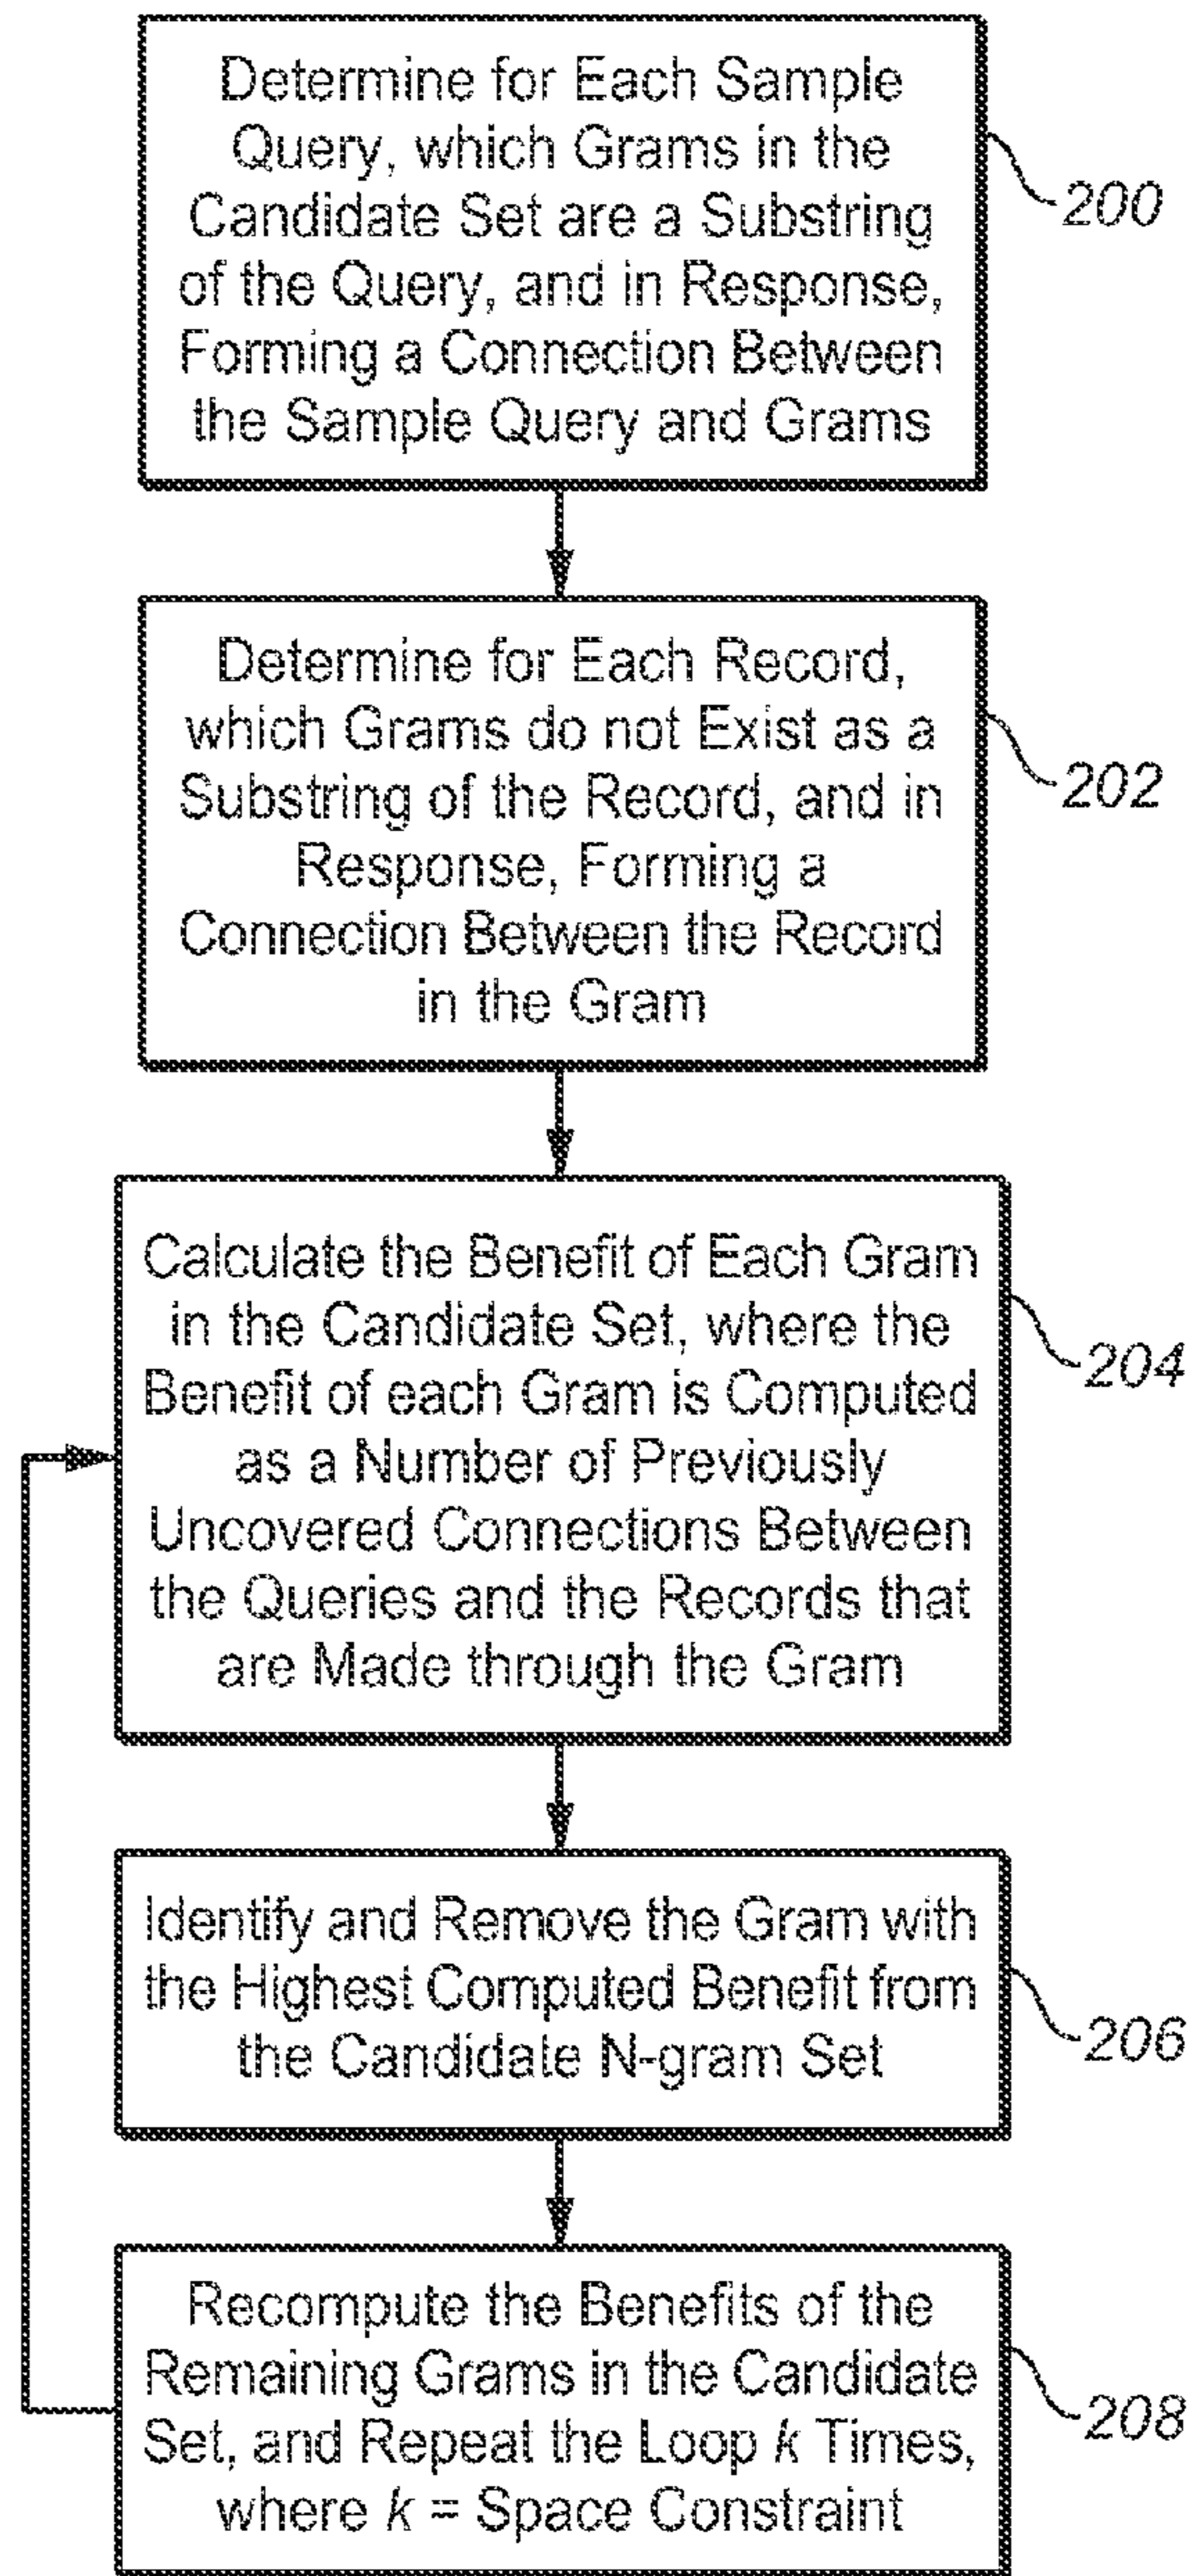 Determine for Each Sample
Query, which Grams in the
Candidate Set are a Substring
of the Query, and in Response,
Forming a Connection Between
the Sample Query and Grams
200
Determine for Each Record,
which Grams do not Exist as a
Substring of the Record, and in
Response, Forming a
Connection Between the Record
in the Gram
202
Calculate the Benefit of Each Gram
in the Candidate Set, where the
Benefit of each Gram is Computed
as a Number of Previously
Uncovered Connections Between
the Queries and the Records that
are Made through the Gram
204
Identify and Remove the Gram with
the Highest Computed Benefit from
the Candidate N-gram Set
206
Recompute the Benefits of the
Remaining Grams in the Candidate
Set, and Repeat the Loop k Times,
where k = Space Constraint
208